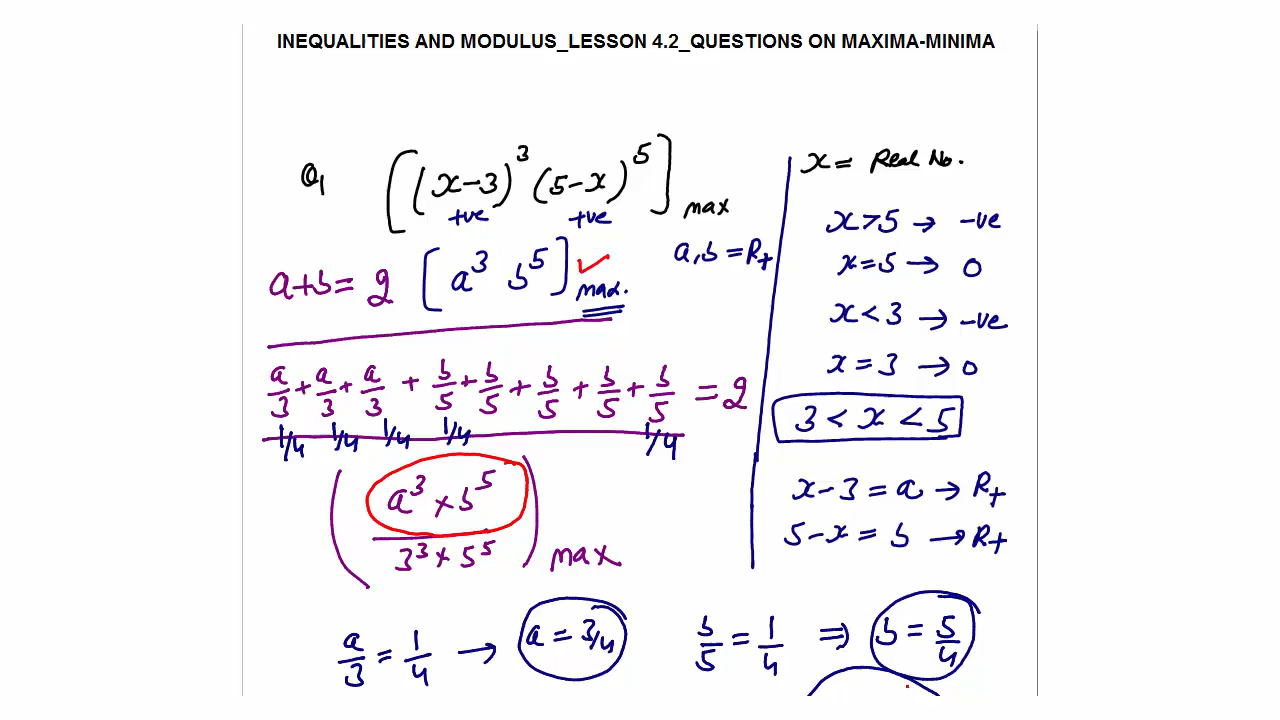 INEQUALITIES AND MODULUS_LESSON 4.2_QUESTIONS ON MAXIMA-MINIMA
Q1 [(x-3)^3 (5-x)^5] max
+ve +ve
a+b= 2 [a^3 b^5] max.
a/3 + a/3 + a/3 + b/5 + b/5 + b/5 + b/5 + b/5 = 2
1/4 1/4 1/4 1/4 1/4
(a^3 × b^5 / 3^3 × 5^5) max
a/3 = 1/4 → a = 3/4
b/5 = 1/4 ⇒ b = 5/4
x = Real No.
a, b = R+
x>5 → -ve
x=5 → 0
x<3 → -ve
x=3 → 0
3 < x < 5
x-3 = a → R+
5-x = b → R+